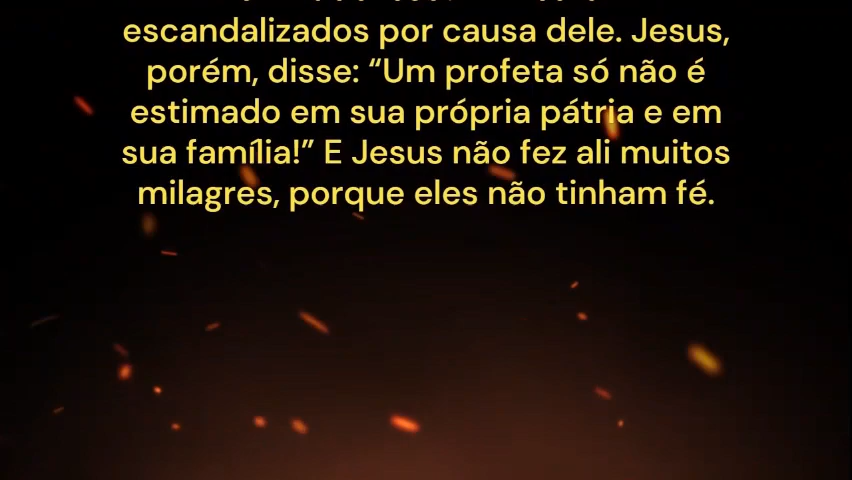 escandalizados por causa dele. Jesus,
porém, disse: “Um profeta só não é
estimado em sua própria pátria e em
sua família!” E Jesus não fez ali muitos
milagres, porque eles não tinham fé.